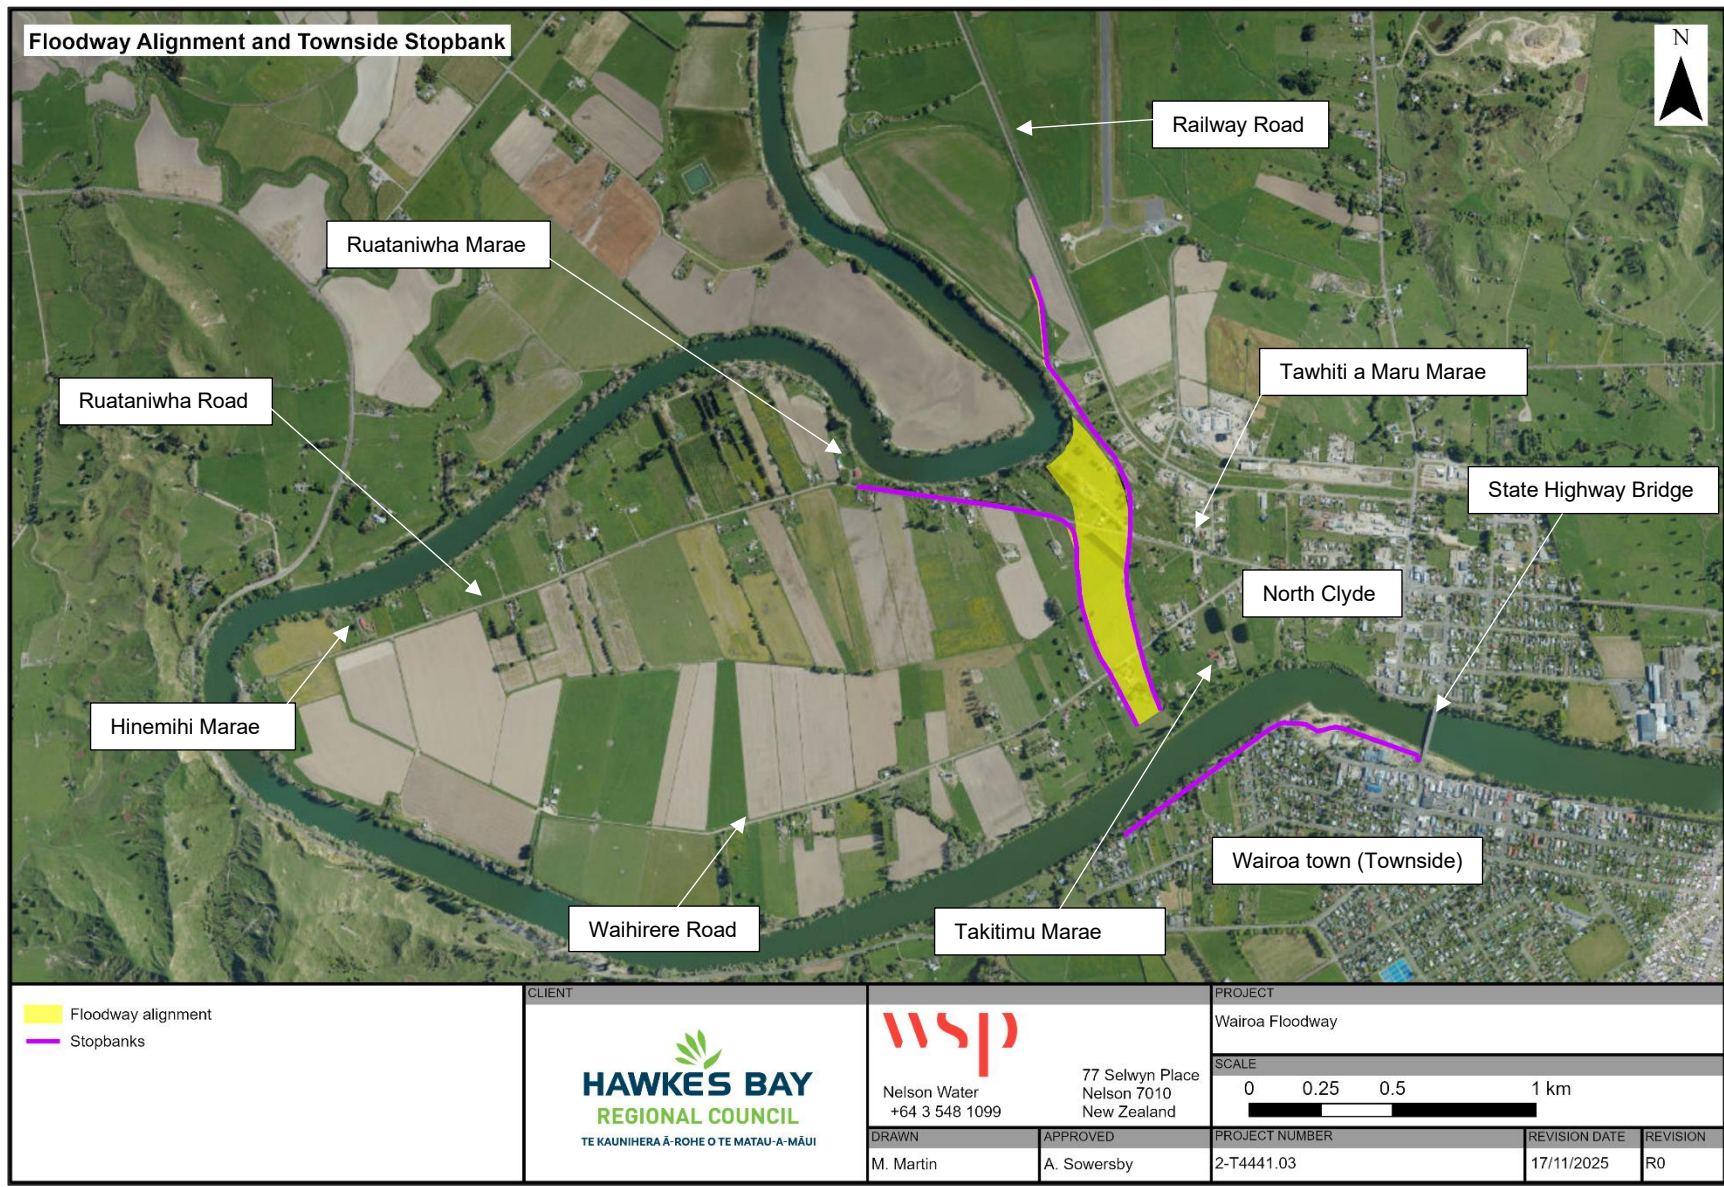 Floodway Alignment and Townside Stopbank
N
Railway Road
Ruataniwha Marae
Tawhiti a Maru Marae
Ruataniwha Road
State Highway Bridge
North Clyde
Hinemihi Marae
Wairoa town (Townside)
Waihirere Road
Takitimu Marae
Floodway alignment
Stopbanks
CLIENT
HAWKES BAY
REGIONAL COUNCIL
TE KAUNIHERA Ā-ROHE O TE MATAU-A-MĀUI
wsp
Nelson Water
+64 3 548 1099
77 Selwyn Place
Nelson 7010
New Zealand
DRAWN
M. Martin
APPROVED
A. Sowersby
PROJECT
Wairoa Floodway
SCALE
0 0.25 0.5 1 km
PROJECT NUMBER
2-T4441.03
REVISION DATE
17/11/2025
REVISION
R0